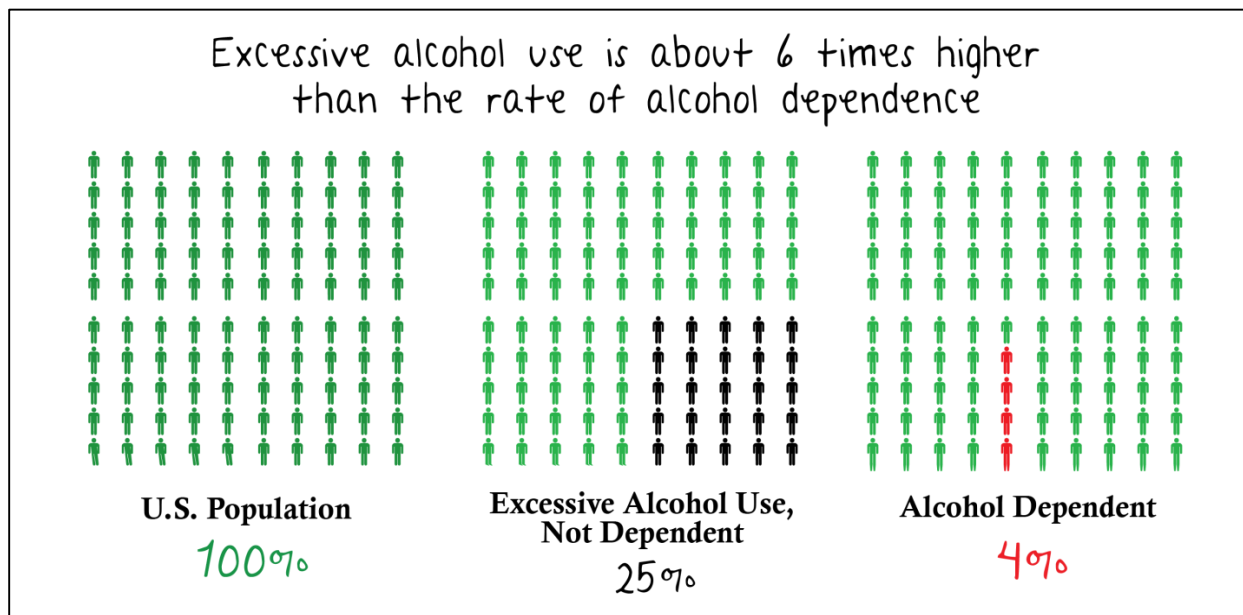 Excessive alcohol use is about 6 times higher
than the rate of alcohol dependence
U.S. Population
100%
Excessive Alcohol Use,
Not Dependent
25%
Alcohol Dependent
4%